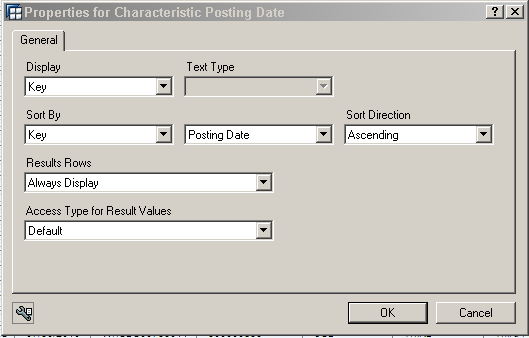 Properties for Characteristic Posting Date
General
Display Text Type
Key
Sort By Sort Direction
Key Posting Date Ascending
Results Rows
Always Display
Access Type for Result Values
Default
OK Cancel